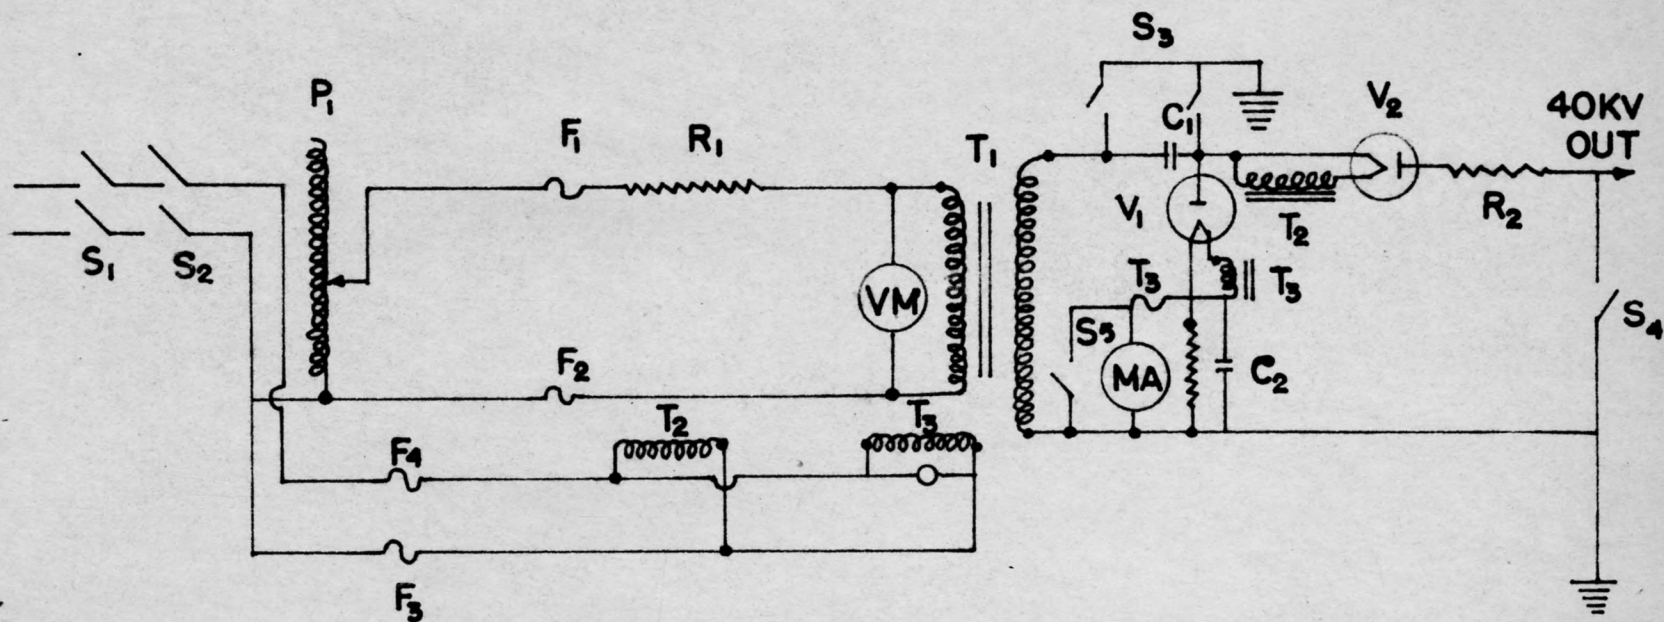 S3
P1
V2
40KV
OUT
F1
R1
T1
C1
V1
T2
R2
S1
S2
VM
T3
T3
S5
S4
F2
MA
C2
T2
T3
F4
F3